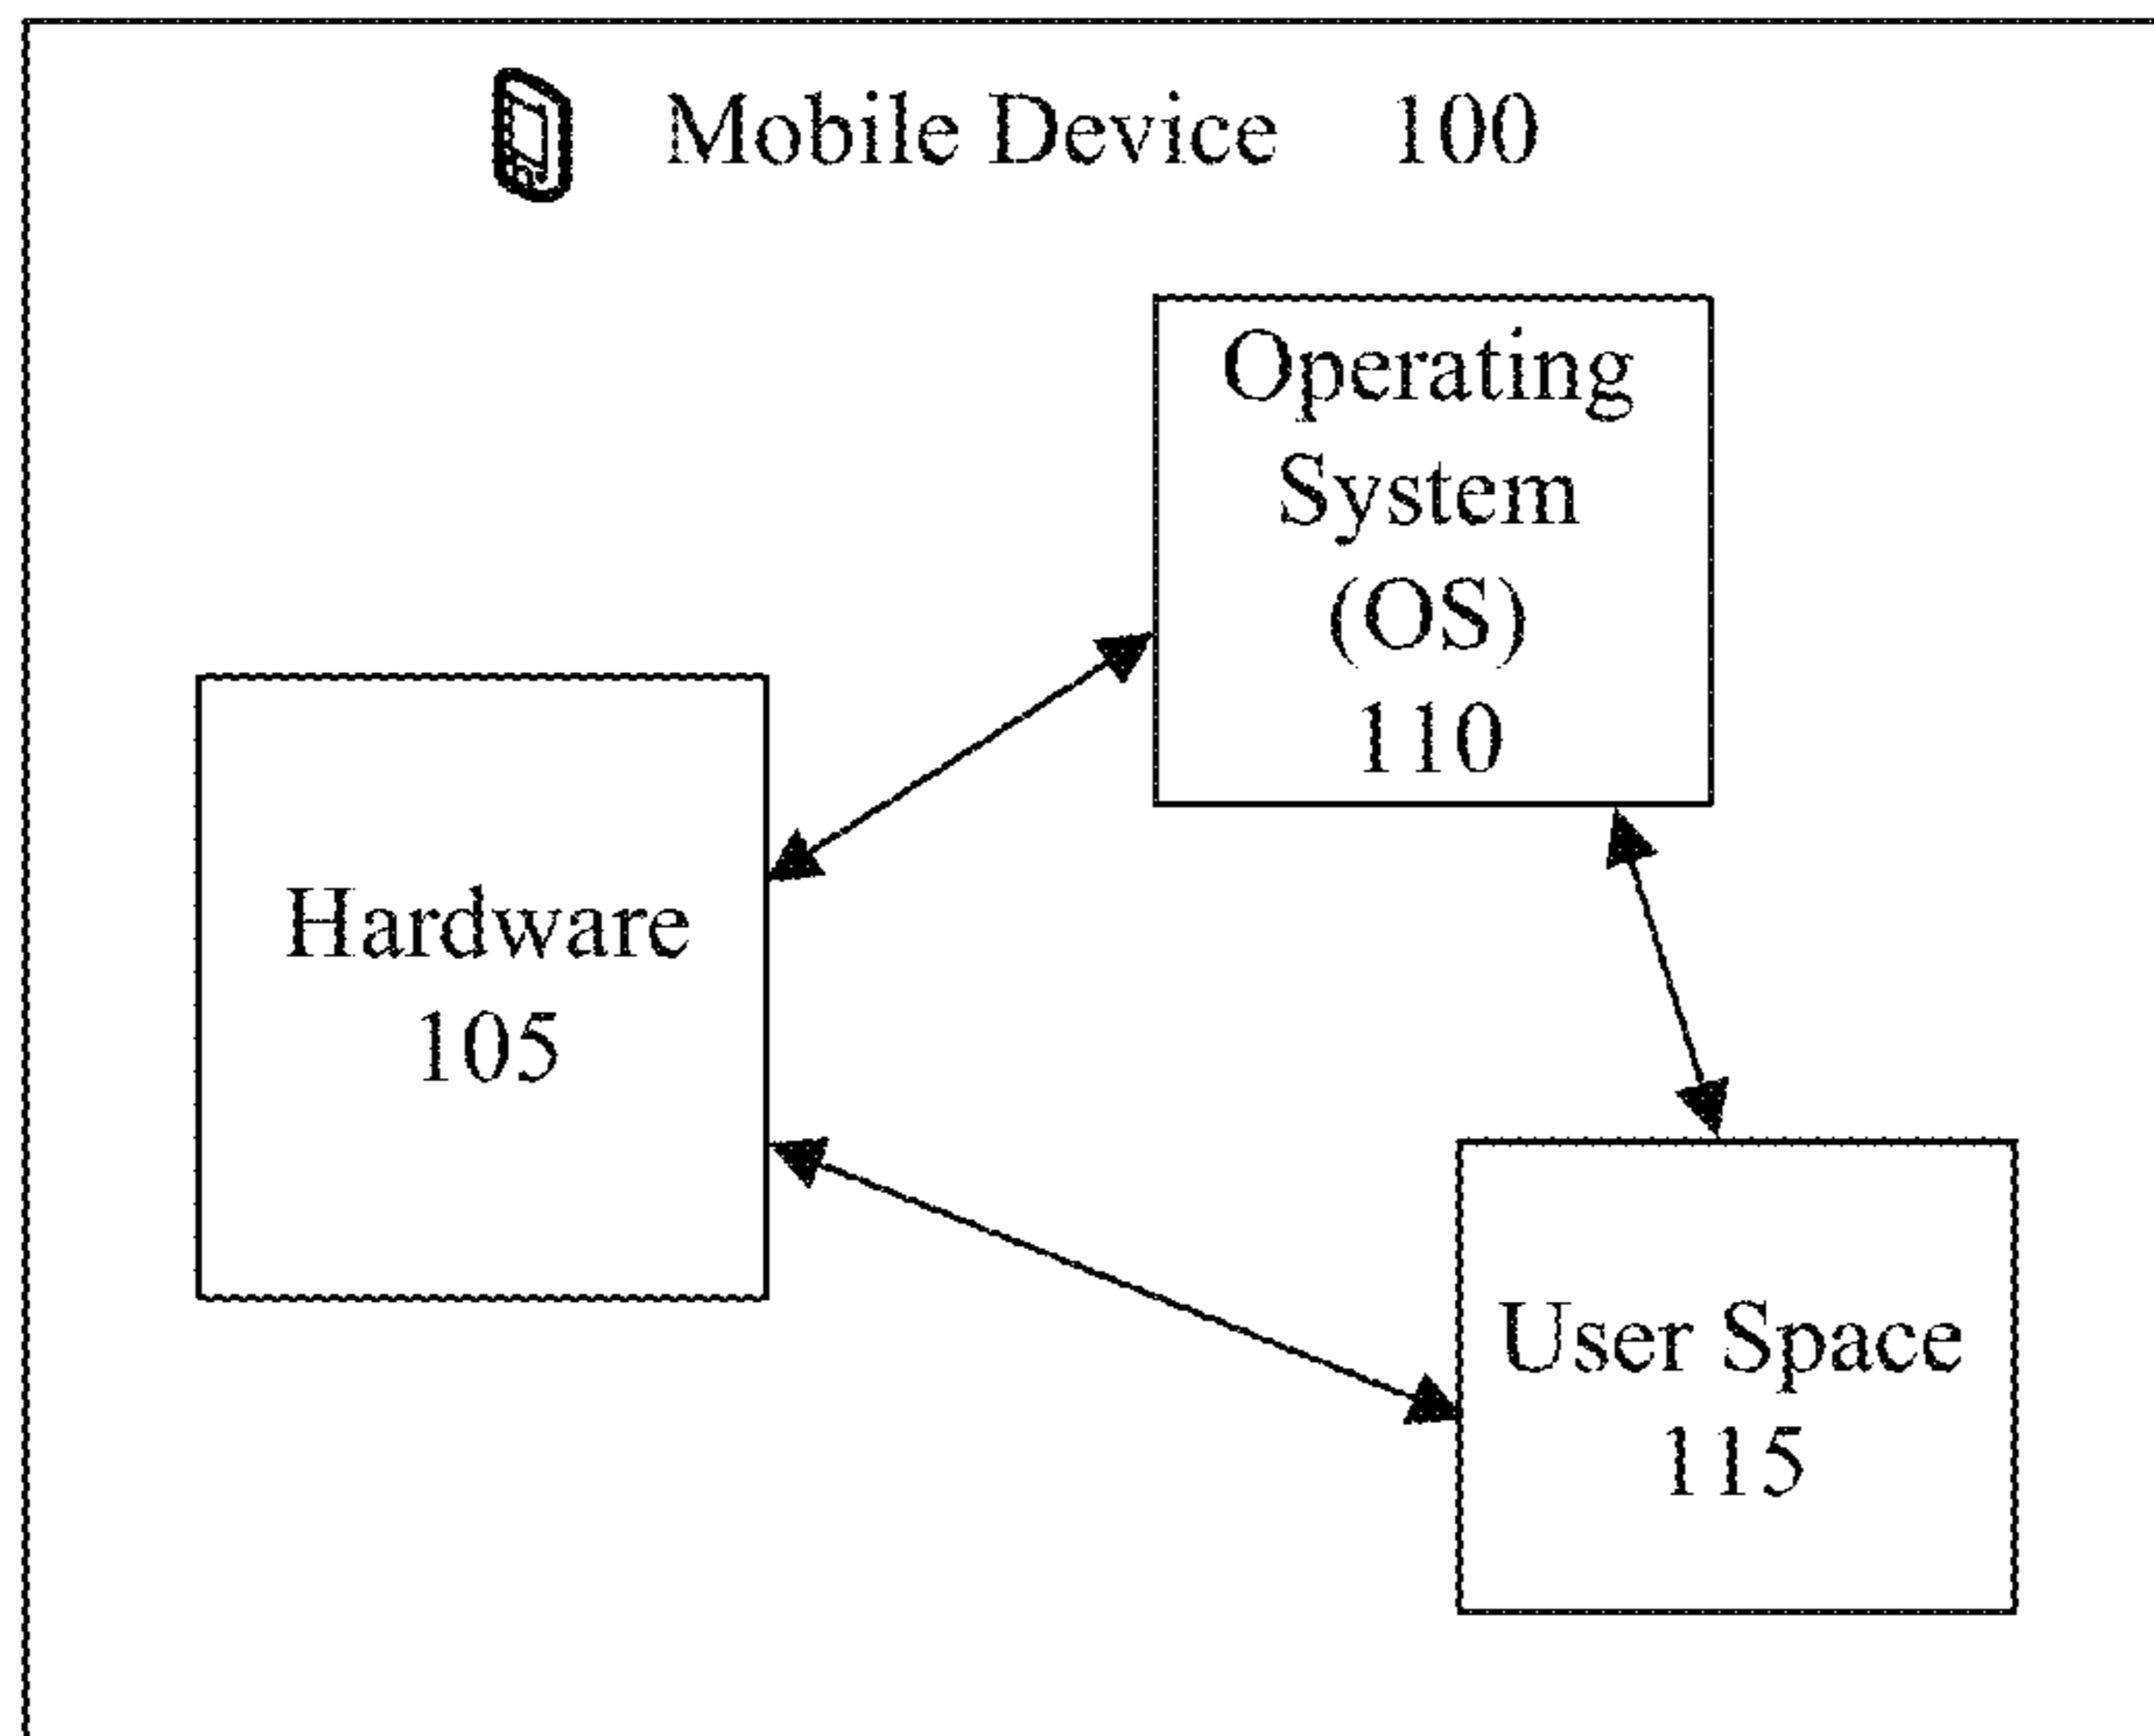 Mobile Device 100
Operating
System
(OS)
110
Hardware
105
User Space
115